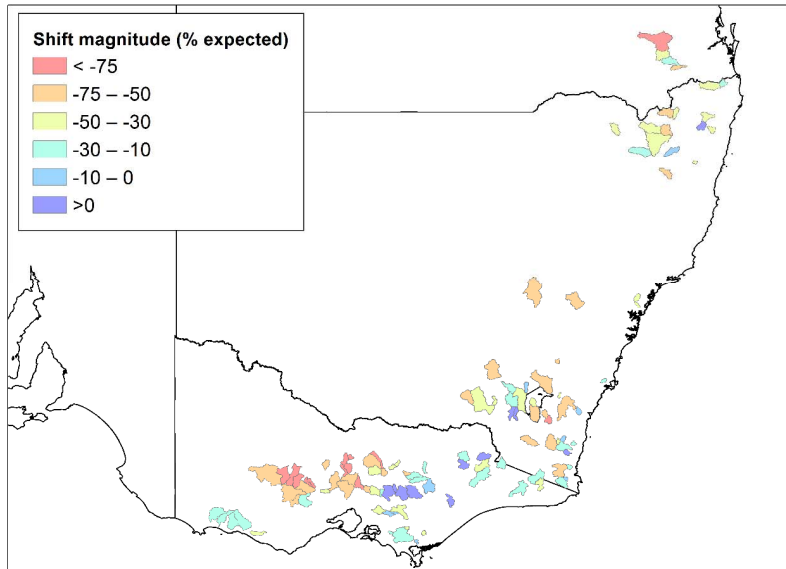 Shift magnitude (% expected)
< -75
-75 – -50
-50 – -30
-30 – -10
-10 – 0
>0